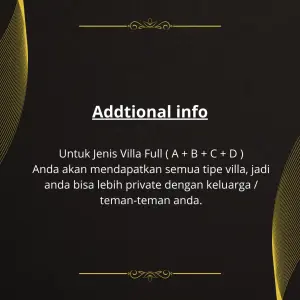 Addtional info
Untuk Jenis Villa Full ( A + B + C + D )
Anda akan mendapatkan semua tipe villa, jadi
anda bisa lebih private dengan keluarga /
teman-teman anda.